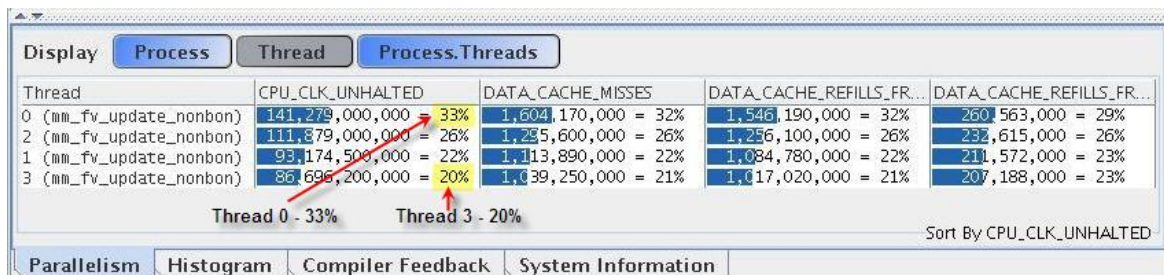 Display Process Thread Process.Threads
Thread CPU_CLK_UNHALTED DATA_CACHE_MISSES DATA_CACHE_REFILLS_FR... DATA_CACHE_REFILLS_FR...
0 (mm_fv_update_nonbon) 141,279,000,000 = 33% 1,604,170,000 = 32% 1,546,190,000 = 32% 260,563,000 = 29%
2 (mm_fv_update_nonbon) 111,879,000,000 = 26% 1,295,600,000 = 26% 1,256,100,000 = 26% 232,615,000 = 26%
1 (mm_fv_update_nonbon) 93,174,500,000 = 22% 1,113,890,000 = 22% 1,084,780,000 = 22% 211,572,000 = 23%
3 (mm_fv_update_nonbon) 86,696,200,000 = 20% 1,039,250,000 = 21% 1,017,020,000 = 21% 207,188,000 = 23%
Thread 0 - 33% Thread 3 - 20%
Sort By CPU_CLK_UNHALTED
Parallelism Histogram Compiler Feedback System Information